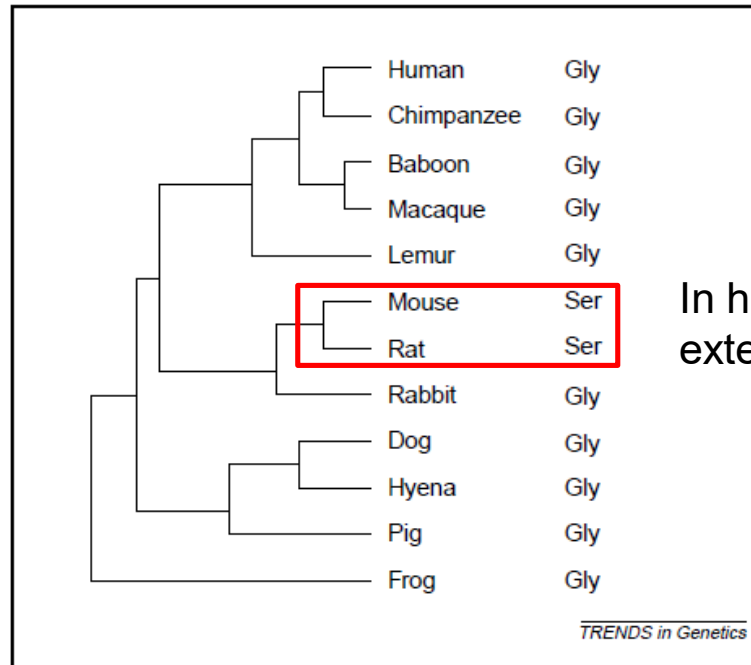 Human Gly
Chimpanzee Gly
Baboon Gly
Macaque Gly
Lemur Gly
Mouse Ser
Rat Ser
Rabbit Gly
Dog Gly
Hyena Gly
Pig Gly
Frog Gly
In h
exte
TRENDS in Genetics